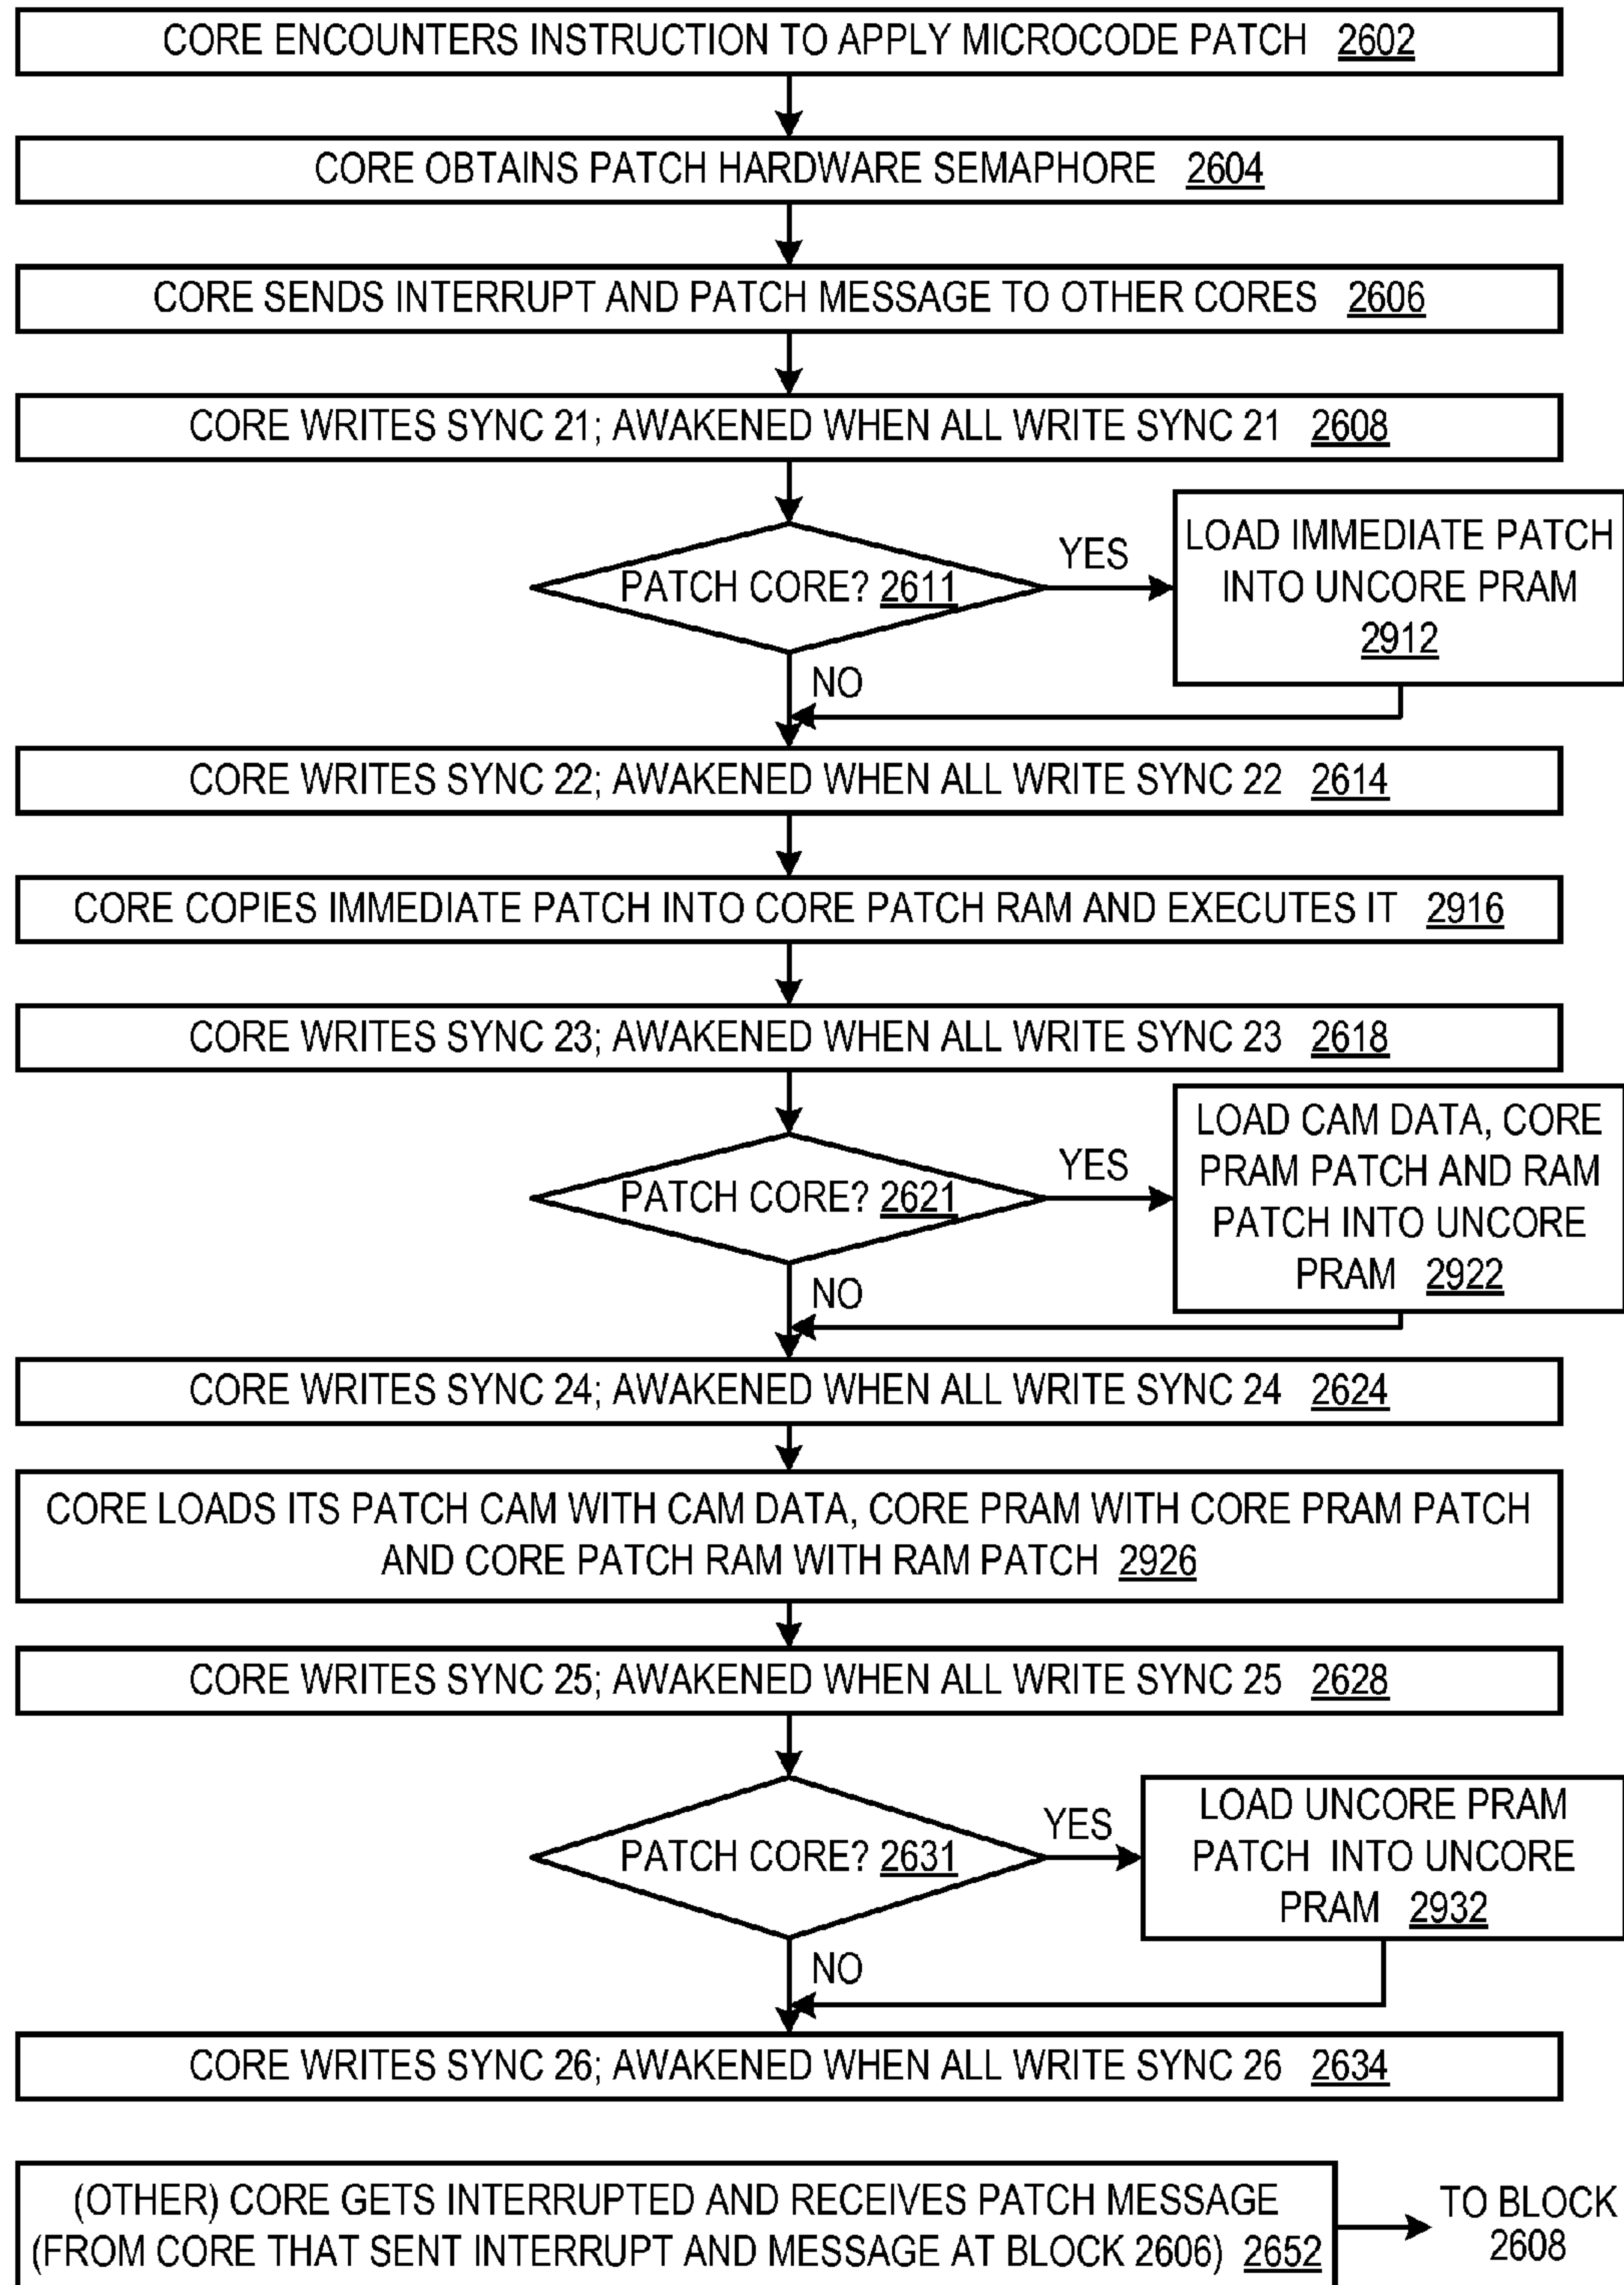 CORE ENCOUNTERS INSTRUCTION TO APPLY MICROCODE PATCH 2602
CORE OBTAINS PATCH HARDWARE SEMAPHORE 2604
CORE SENDS INTERRUPT AND PATCH MESSAGE TO OTHER CORES 2606
CORE WRITES SYNC 21; AWAKENED WHEN ALL WRITE SYNC 21 2608
PATCH CORE? 2611
YES
LOAD IMMEDIATE PATCH
INTO UNCORE PRAM
2912
NO
CORE WRITES SYNC 22; AWAKENED WHEN ALL WRITE SYNC 22 2614
CORE COPIES IMMEDIATE PATCH INTO CORE PATCH RAM AND EXECUTES IT 2916
CORE WRITES SYNC 23; AWAKENED WHEN ALL WRITE SYNC 23 2618
PATCH CORE? 2621
YES
LOAD CAM DATA, CORE
PRAM PATCH AND RAM
PATCH INTO UNCORE
PRAM 2922
NO
CORE WRITES SYNC 24; AWAKENED WHEN ALL WRITE SYNC 24 2624
CORE LOADS ITS PATCH CAM WITH CAM DATA, CORE PRAM WITH CORE PRAM PATCH
AND CORE PATCH RAM WITH RAM PATCH 2926
CORE WRITES SYNC 25; AWAKENED WHEN ALL WRITE SYNC 25 2628
PATCH CORE? 2631
YES
LOAD UNCORE PRAM
PATCH INTO UNCORE
PRAM 2932
NO
CORE WRITES SYNC 26; AWAKENED WHEN ALL WRITE SYNC 26 2634
(OTHER) CORE GETS INTERRUPTED AND RECEIVES PATCH MESSAGE
(FROM CORE THAT SENT INTERRUPT AND MESSAGE AT BLOCK 2606) 2652
TO BLOCK
2608